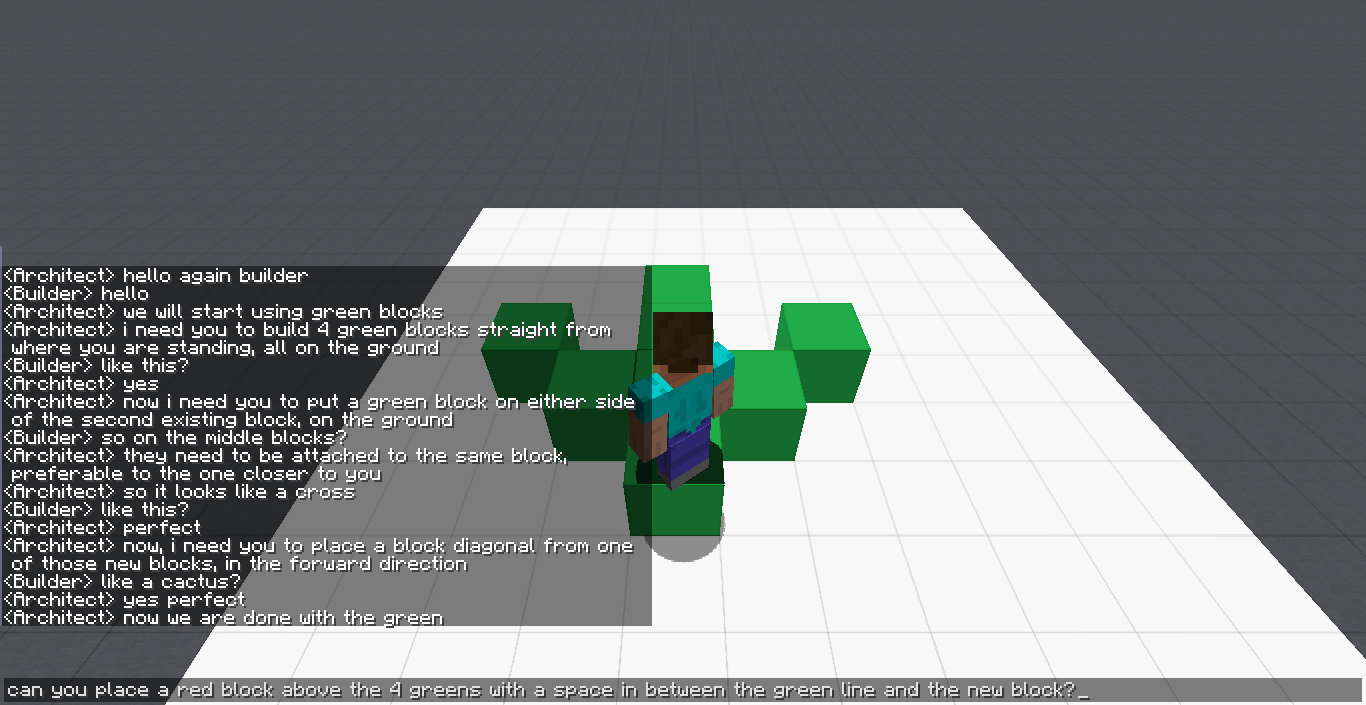 <Architect> hello again builder
<Builder> hello
<Architect> we will start using green blocks
<Architect> i need you to build 4 green blocks straight from
where you are standing, all on the ground
<Builder> like this?
<Architect> yes
<Architect> now i need you to put a green block on either side
of the second existing block, on the ground
<Builder> so on the middle blocks?
<Architect> they need to be attached to the same block,
preferable to the one closer to you
<Architect> so it looks like a cross
<Builder> like this?
<Architect> perfect
<Architect> now, i need you to place a block diagonal from one
of those new blocks, in the forward direction
<Builder> like a cactus?
<Architect> yes perfect
<Architect> now we are done with the green
can you place a red block above the 4 greens with a space in between the green line and the new block?_